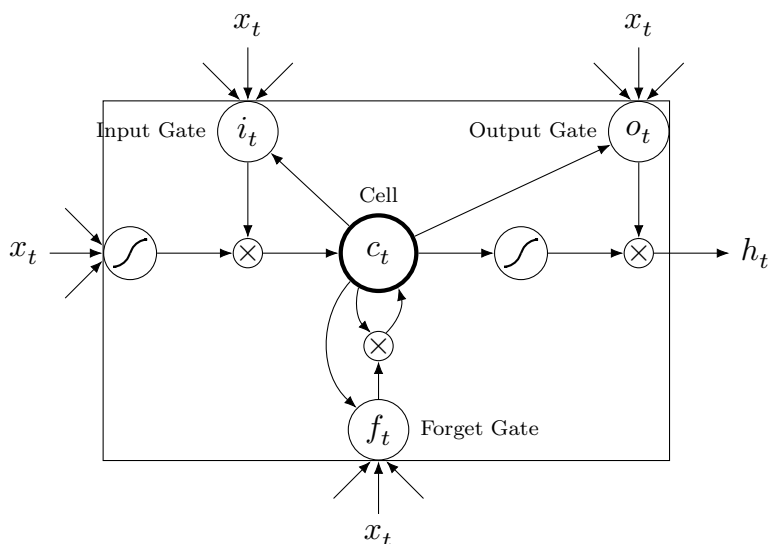 x_t
x_t
Input Gate
i_t
Output Gate
o_t
Cell
x_t
×
c_t
×
h_t
×
f_t
Forget Gate
x_t